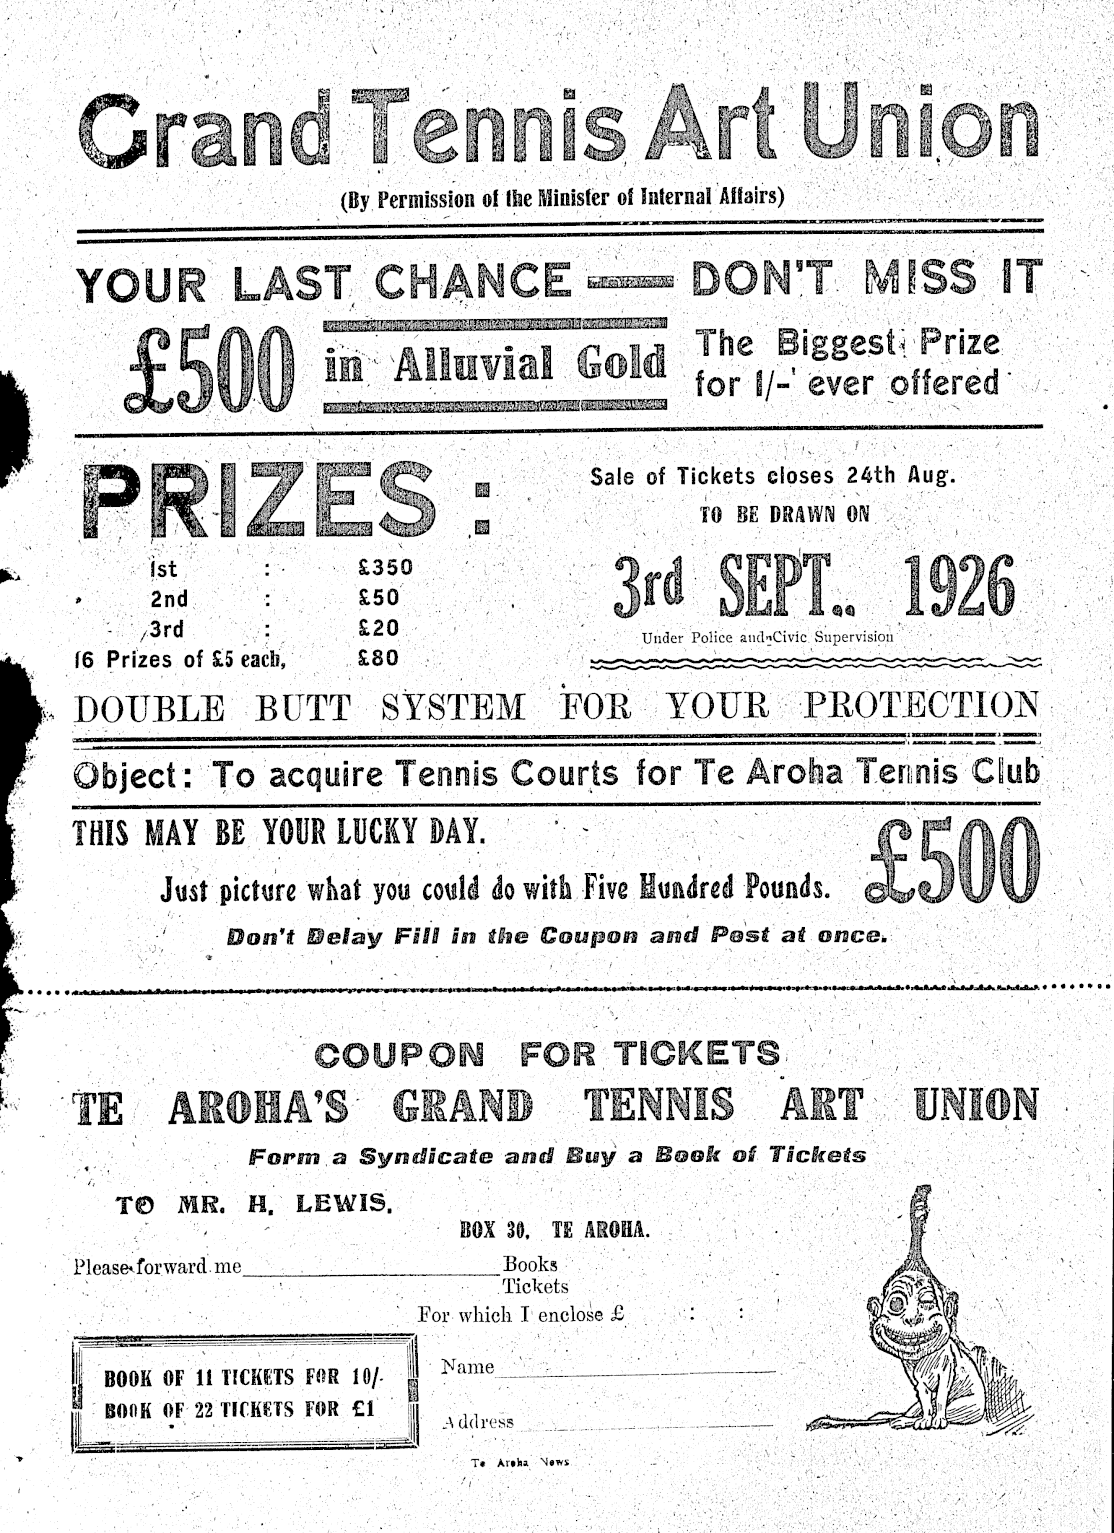 Grand Tennis Art Union
(By Permission of the Minister of Internal Affairs)
YOUR LAST CHANCE — DON'T MISS IT
£500 in Alluvial Gold
The Biggest Prize
for 1/- ever offered
PRIZES:
1st : £350
2nd : £50
3rd : £20
16 Prizes of £5 each, £80
Sale of Tickets closes 24th Aug.
TO BE DRAWN ON
3rd SEPT.. 1926
Under Police and Civic Supervision
DOUBLE BUTT SYSTEM FOR YOUR PROTECTION
Object: To acquire Tennis Courts for Te Aroha Tennis Club
THIS MAY BE YOUR LUCKY DAY.
Just picture what you could do with Five Hundred Pounds.
£500
Don't Delay Fill in the Coupon and Post at once.
COUPON FOR TICKETS
TE AROHA'S GRAND TENNIS ART UNION
Form a Syndicate and Buy a Book of Tickets
TO MR. H. LEWIS.
BOX 30, TE AROHA.
Please forward me Books
Tickets
For which I enclose £ : :
BOOK OF 11 TICKETS FOR 10/-
BOOK OF 22 TICKETS FOR £1
Name
Address
Te Aroha News